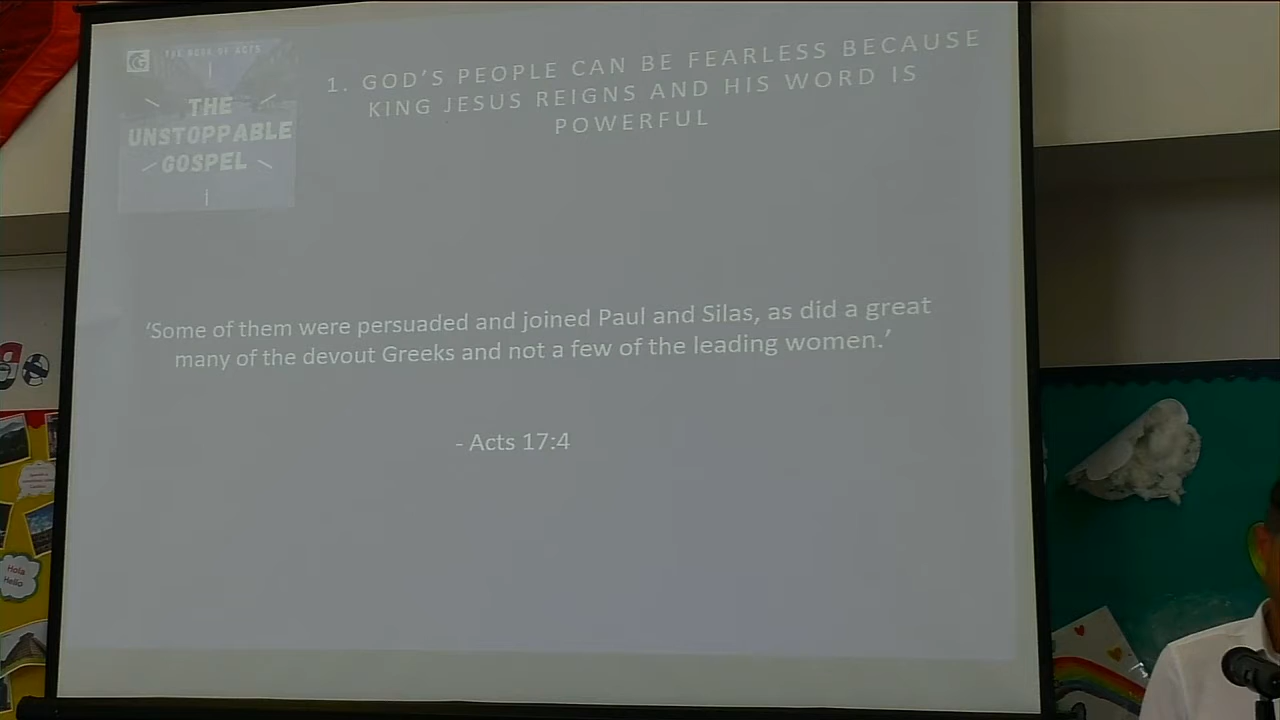 THE BOOK OF ACTS
THE
UNSTOPPABLE
GOSPEL
1. GOD'S PEOPLE CAN BE FEARLESS BECAUSE
KING JESUS REIGNS AND HIS WORD IS
POWERFUL
'Some of them were persuaded and joined Paul and Silas, as did a great
many of the devout Greeks and not a few of the leading women.'
- Acts 17:4
Hola
Hello